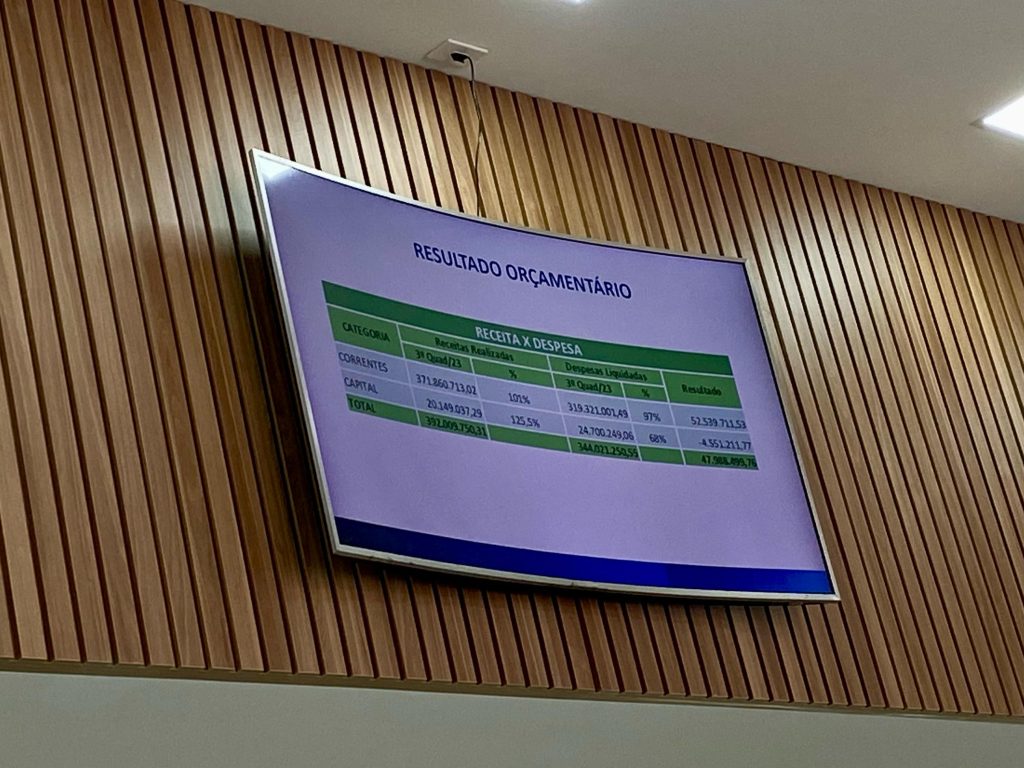 RESULTADO ORÇAMENTÁRIO
RECEITA X DESPESA
CATEGORIA Receitas Realizadas Despesas Liquidadas Resultado
3º Quad/23 % 3º Quad/23 %
CORRENTES 371.860.713,02 101% 319.321.001,49 97% 52.539.711,53
CAPITAL 20.149.037,29 125,5% 24.700.249,06 68% -4.551.211,77
TOTAL 392.009.750,31 344.021.250,55 47.988.499,76